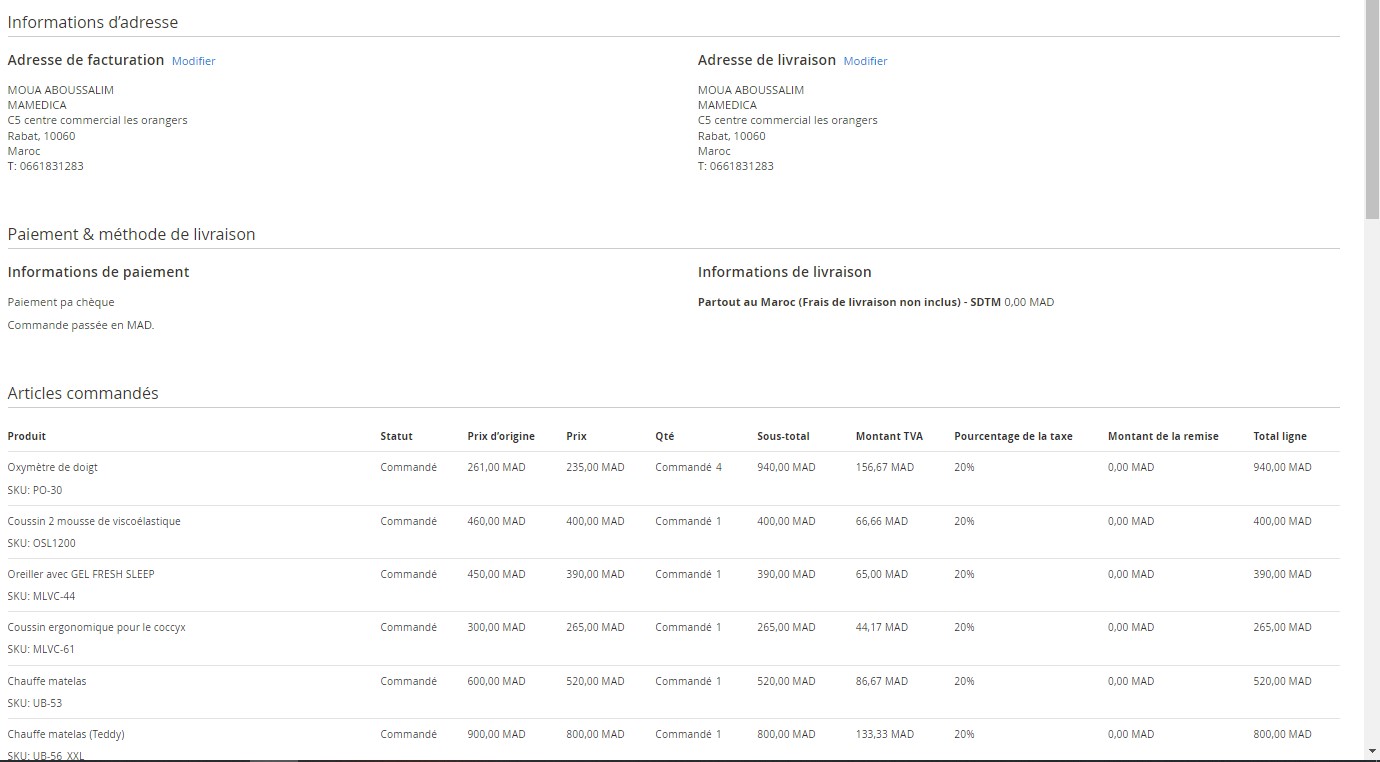 Informations d’adresse
Adresse de facturation Modifier
MOUA ABOUSSALIM
MAMEDICA
C5 centre commercial les orangers
Rabat, 10060
Maroc
T: 0661831283
Adresse de livraison Modifier
MOUA ABOUSSALIM
MAMEDICA
C5 centre commercial les orangers
Rabat, 10060
Maroc
T: 0661831283
Paiement & méthode de livraison
Informations de paiement
Paiement pa chèque
Commande passée en MAD.
Informations de livraison
Partout au Maroc (Frais de livraison non inclus) - SDTM 0,00 MAD
Articles commandés
Produit Statut Prix d'origine Prix Qté Sous-total Montant TVA Pourcentage de la taxe Montant de la remise Total ligne
Oxymètre de doigt Commandé 261,00 MAD 235,00 MAD Commandé 4 940,00 MAD 156,67 MAD 20% 0,00 MAD 940,00 MAD
SKU: PO-30
Coussin 2 mousse de viscoélastique Commandé 460,00 MAD 400,00 MAD Commandé 1 400,00 MAD 66,66 MAD 20% 0,00 MAD 400,00 MAD
SKU: OSL1200
Oreiller avec GEL FRESH SLEEP Commandé 450,00 MAD 390,00 MAD Commandé 1 390,00 MAD 65,00 MAD 20% 0,00 MAD 390,00 MAD
SKU: MLVC-44
Coussin ergonomique pour le coccyx Commandé 300,00 MAD 265,00 MAD Commandé 1 265,00 MAD 44,17 MAD 20% 0,00 MAD 265,00 MAD
SKU: MLVC-61
Chauffe matelas Commandé 600,00 MAD 520,00 MAD Commandé 1 520,00 MAD 86,67 MAD 20% 0,00 MAD 520,00 MAD
SKU: UB-53
Chauffe matelas (Teddy) Commandé 900,00 MAD 800,00 MAD Commandé 1 800,00 MAD 133,33 MAD 20% 0,00 MAD 800,00 MAD
SKU: UB-56_XXL